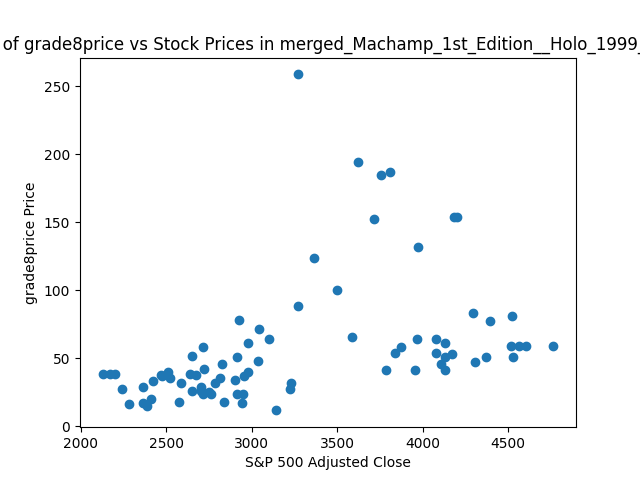 of grade8price vs Stock Prices in merged_Machamp_1st_Edition__Holo_1999_
250
200
150
100
50
0
grade8price Price
2000 2500 3000 3500 4000 4500
S&P 500 Adjusted Close